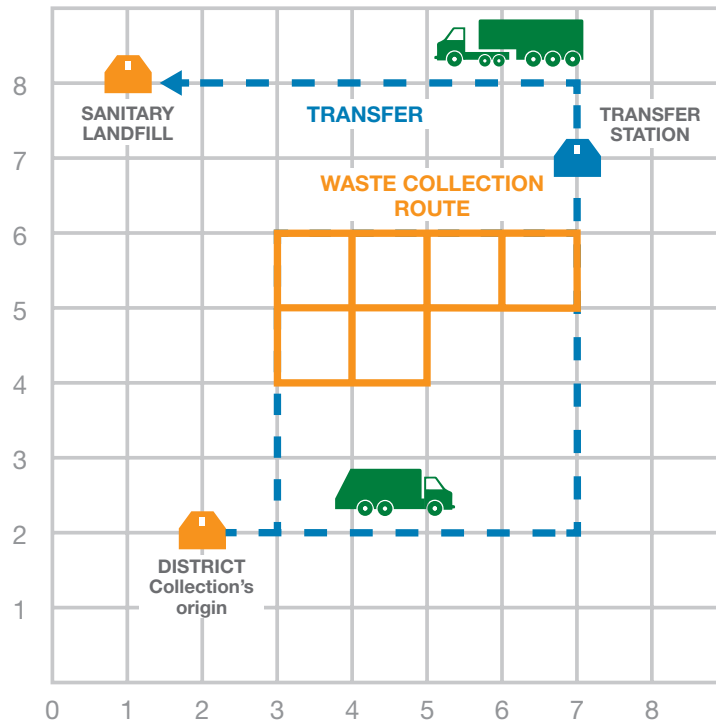 8
SANITARY
LANDFILL
TRANSFER
TRANSFER
STATION
7
WASTE COLLECTION
ROUTE
6
5
4
3
2
DISTRICT
Collection's
origin
1
0 1 2 3 4 5 6 7 8